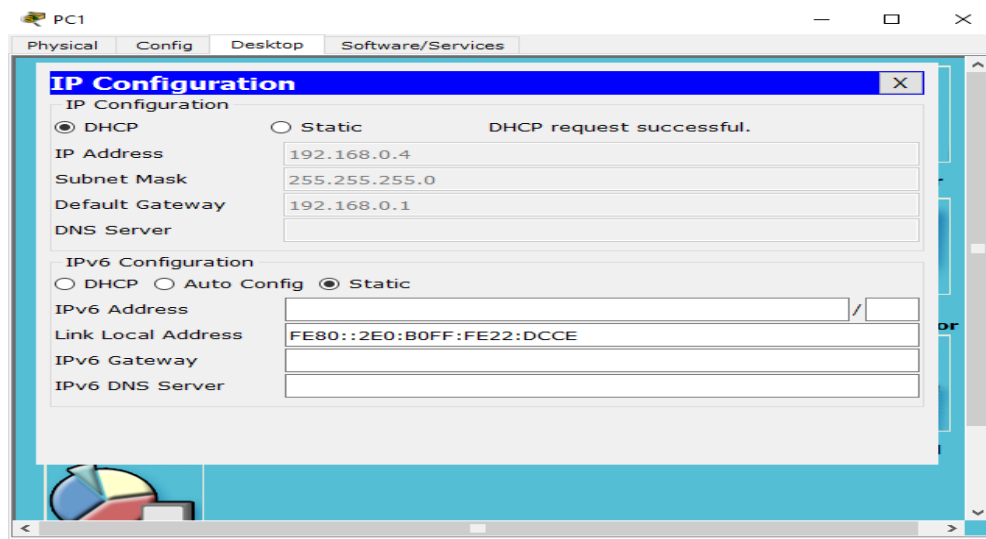 PC1
Physical Config Desktop Software/Services
IP Configuration X
IP Configuration
DHCP Static DHCP request successful.
IP Address 192.168.0.4
Subnet Mask 255.255.255.0
Default Gateway 192.168.0.1
DNS Server
IPv6 Configuration
DHCP Auto Config Static
IPv6 Address /
Link Local Address FE80::2E0:B0FF:FE22:DCCE
IPv6 Gateway
IPv6 DNS Server